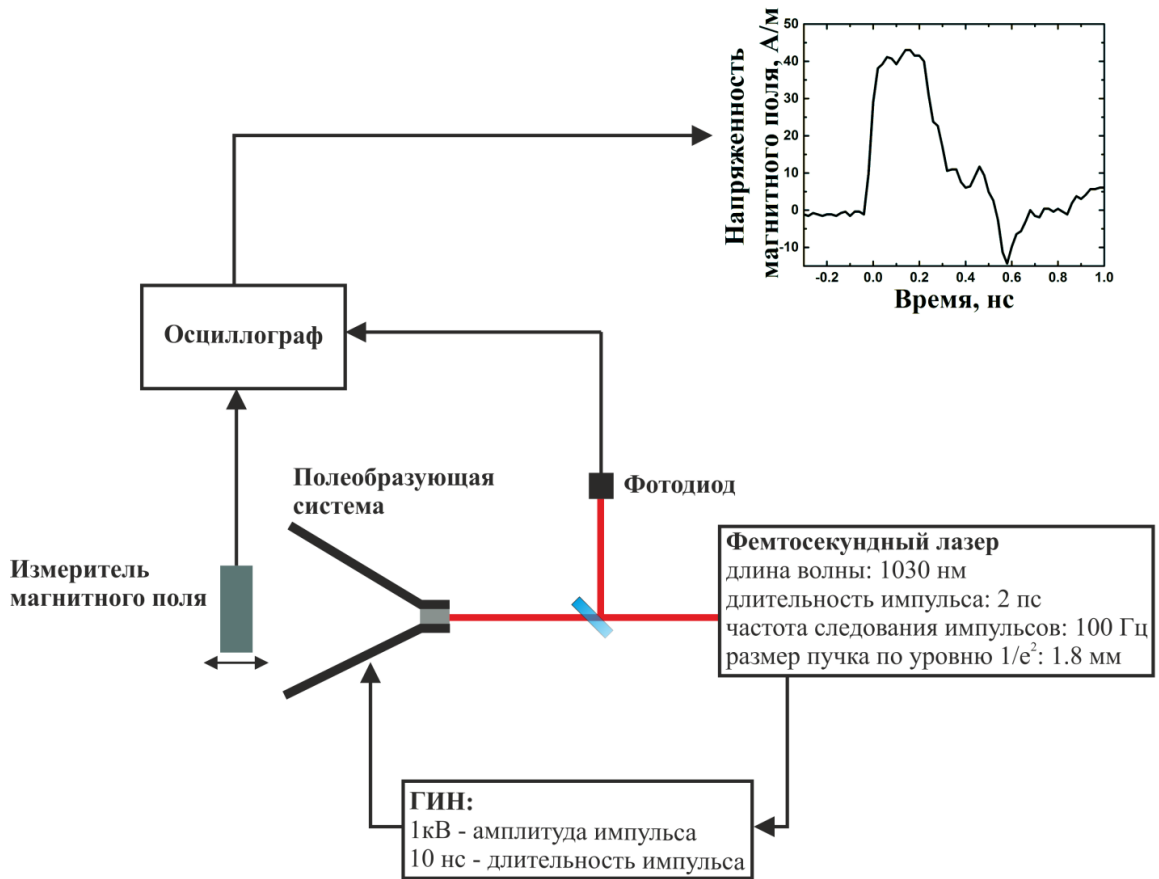 Напряженность
магнитного поля, А/м
50
40
30
20
10
0
-10
-0.2 0.0 0.2 0.4 0.6 0.8 1.0
Время, нс
Осциллограф
Полеобразующая
система
Фотодиод
Измеритель
магнитного поля
Фемтосекундный лазер
длина волны: 1030 нм
длительность импульса: 2 пс
частота следования импульсов: 100 Гц
размер пучка по уровню 1/e²: 1.8 мм
ГИН:
1кВ - амплитуда импульса
10 нс - длительность импульса